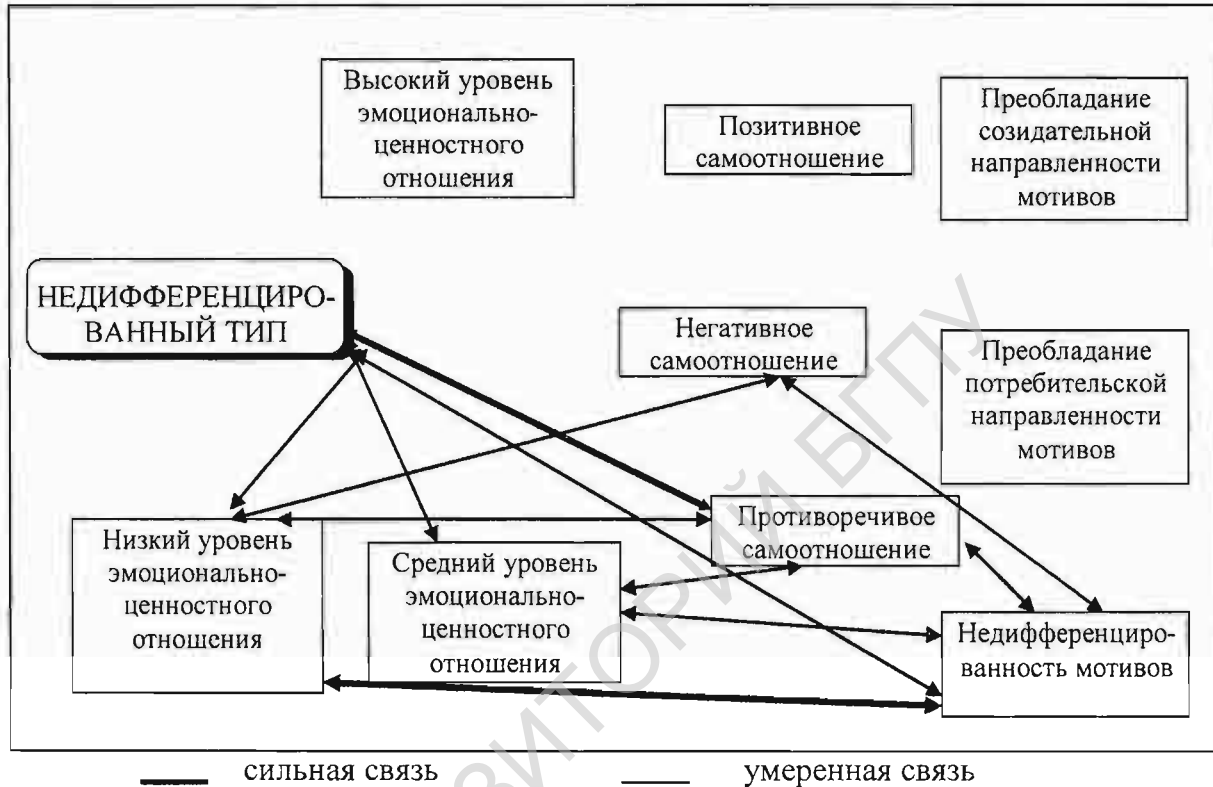 Высокий уровень
эмоционально-
ценностного
отношения
Позитивное
самоотношение
Преобладание
созидательной
направленности
мотивов
НЕДИФФЕРЕНЦИРО-
ВАННЫЙ ТИП
Негативное
самоотношение
Преобладание
потребительской
направленности
мотивов
Низкий уровень
эмоционально-
ценностного
отношения
Средний уровень
эмоционально-
ценностного
отношения
Противоречивое
самоотношение
Недифференциро-
ванность мотивов
сильная связь
умеренная связь
ЗИТОРИЙ БГПУ